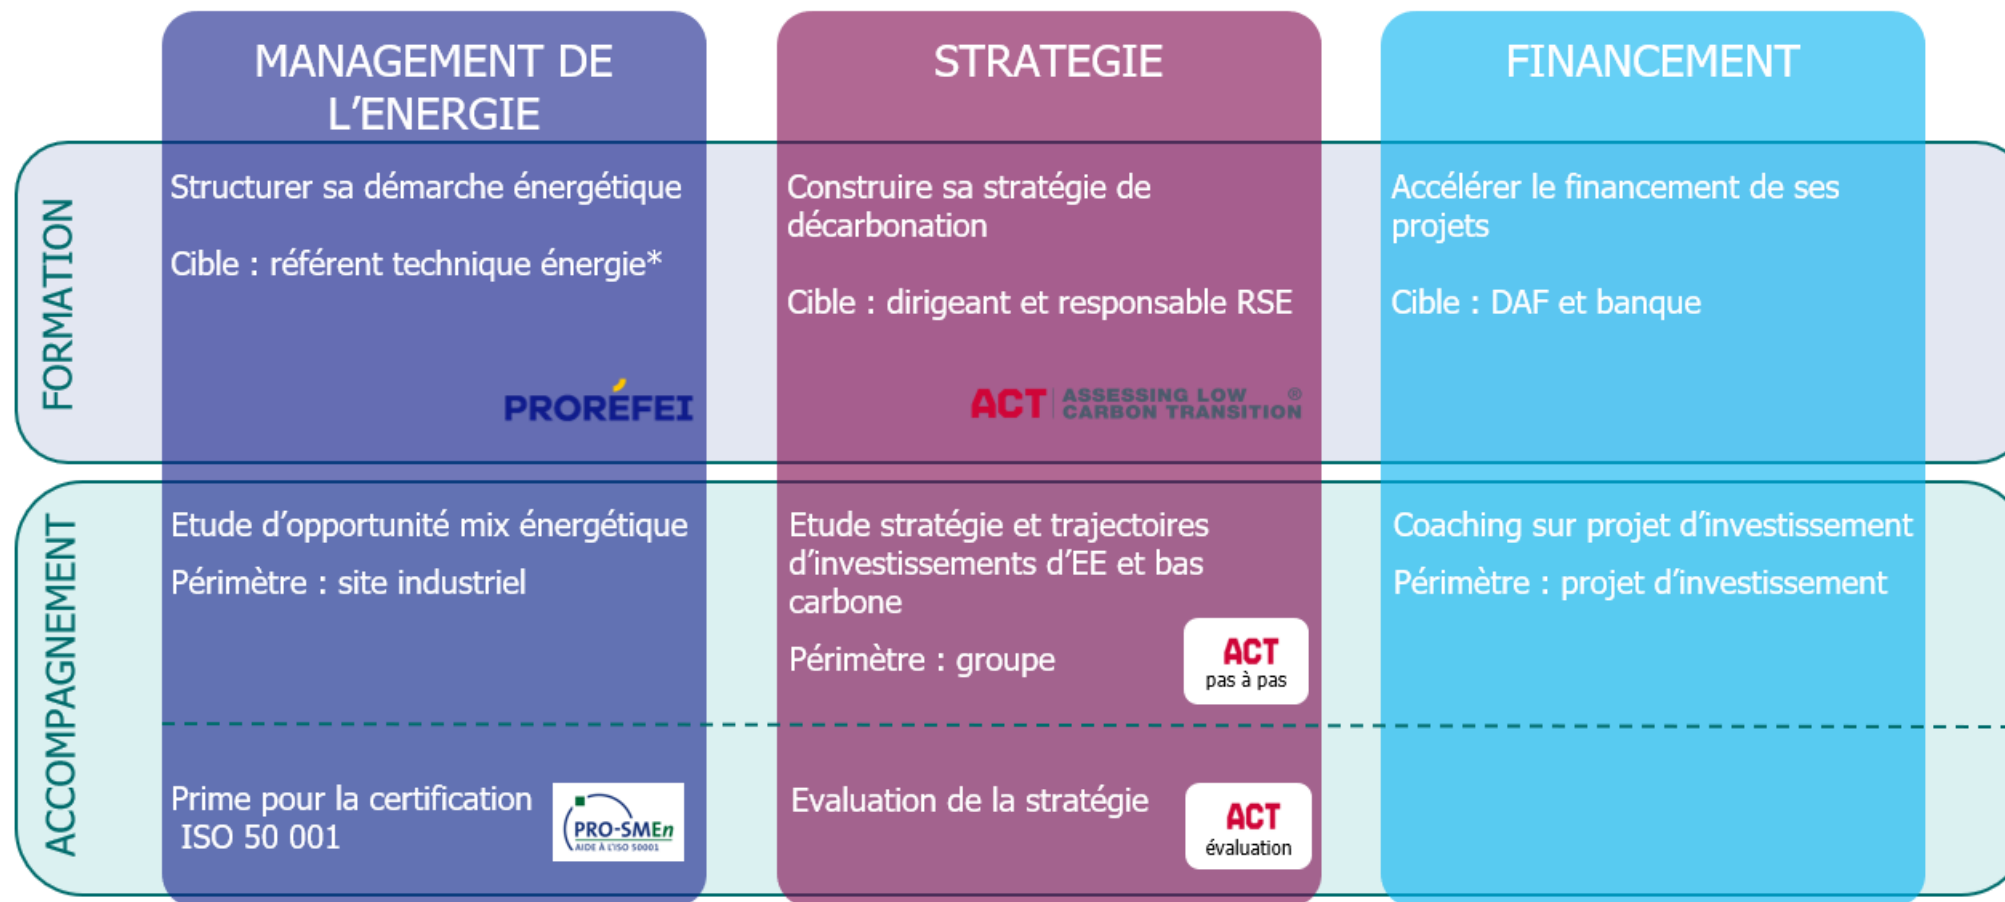 MANAGEMENT DE
L’ENERGIE
STRATEGIE
FINANCEMENT
FORMATION
Structurer sa démarche énergétique
Cible : référent technique énergie*
PRORÉFEI
Construire sa stratégie de
décarbonation
Cible : dirigeant et responsable RSE
ACT ASSESSING LOW ®
CARBON TRANSITION
Accélérer le financement de ses
projets
Cible : DAF et banque
ACCOMPAGNEMENT
Etude d’opportunité mix énergétique
Périmètre : site industriel
Etude stratégie et trajectoires
d’investissements d’EE et bas
carbone
Périmètre : groupe
ACT
pas à pas
Coaching sur projet d’investissement
Périmètre : projet d’investissement
Prime pour la certification
ISO 50 001
PRO-SMEn
AIDE À L'ISO 50001
Evaluation de la stratégie
ACT
évaluation